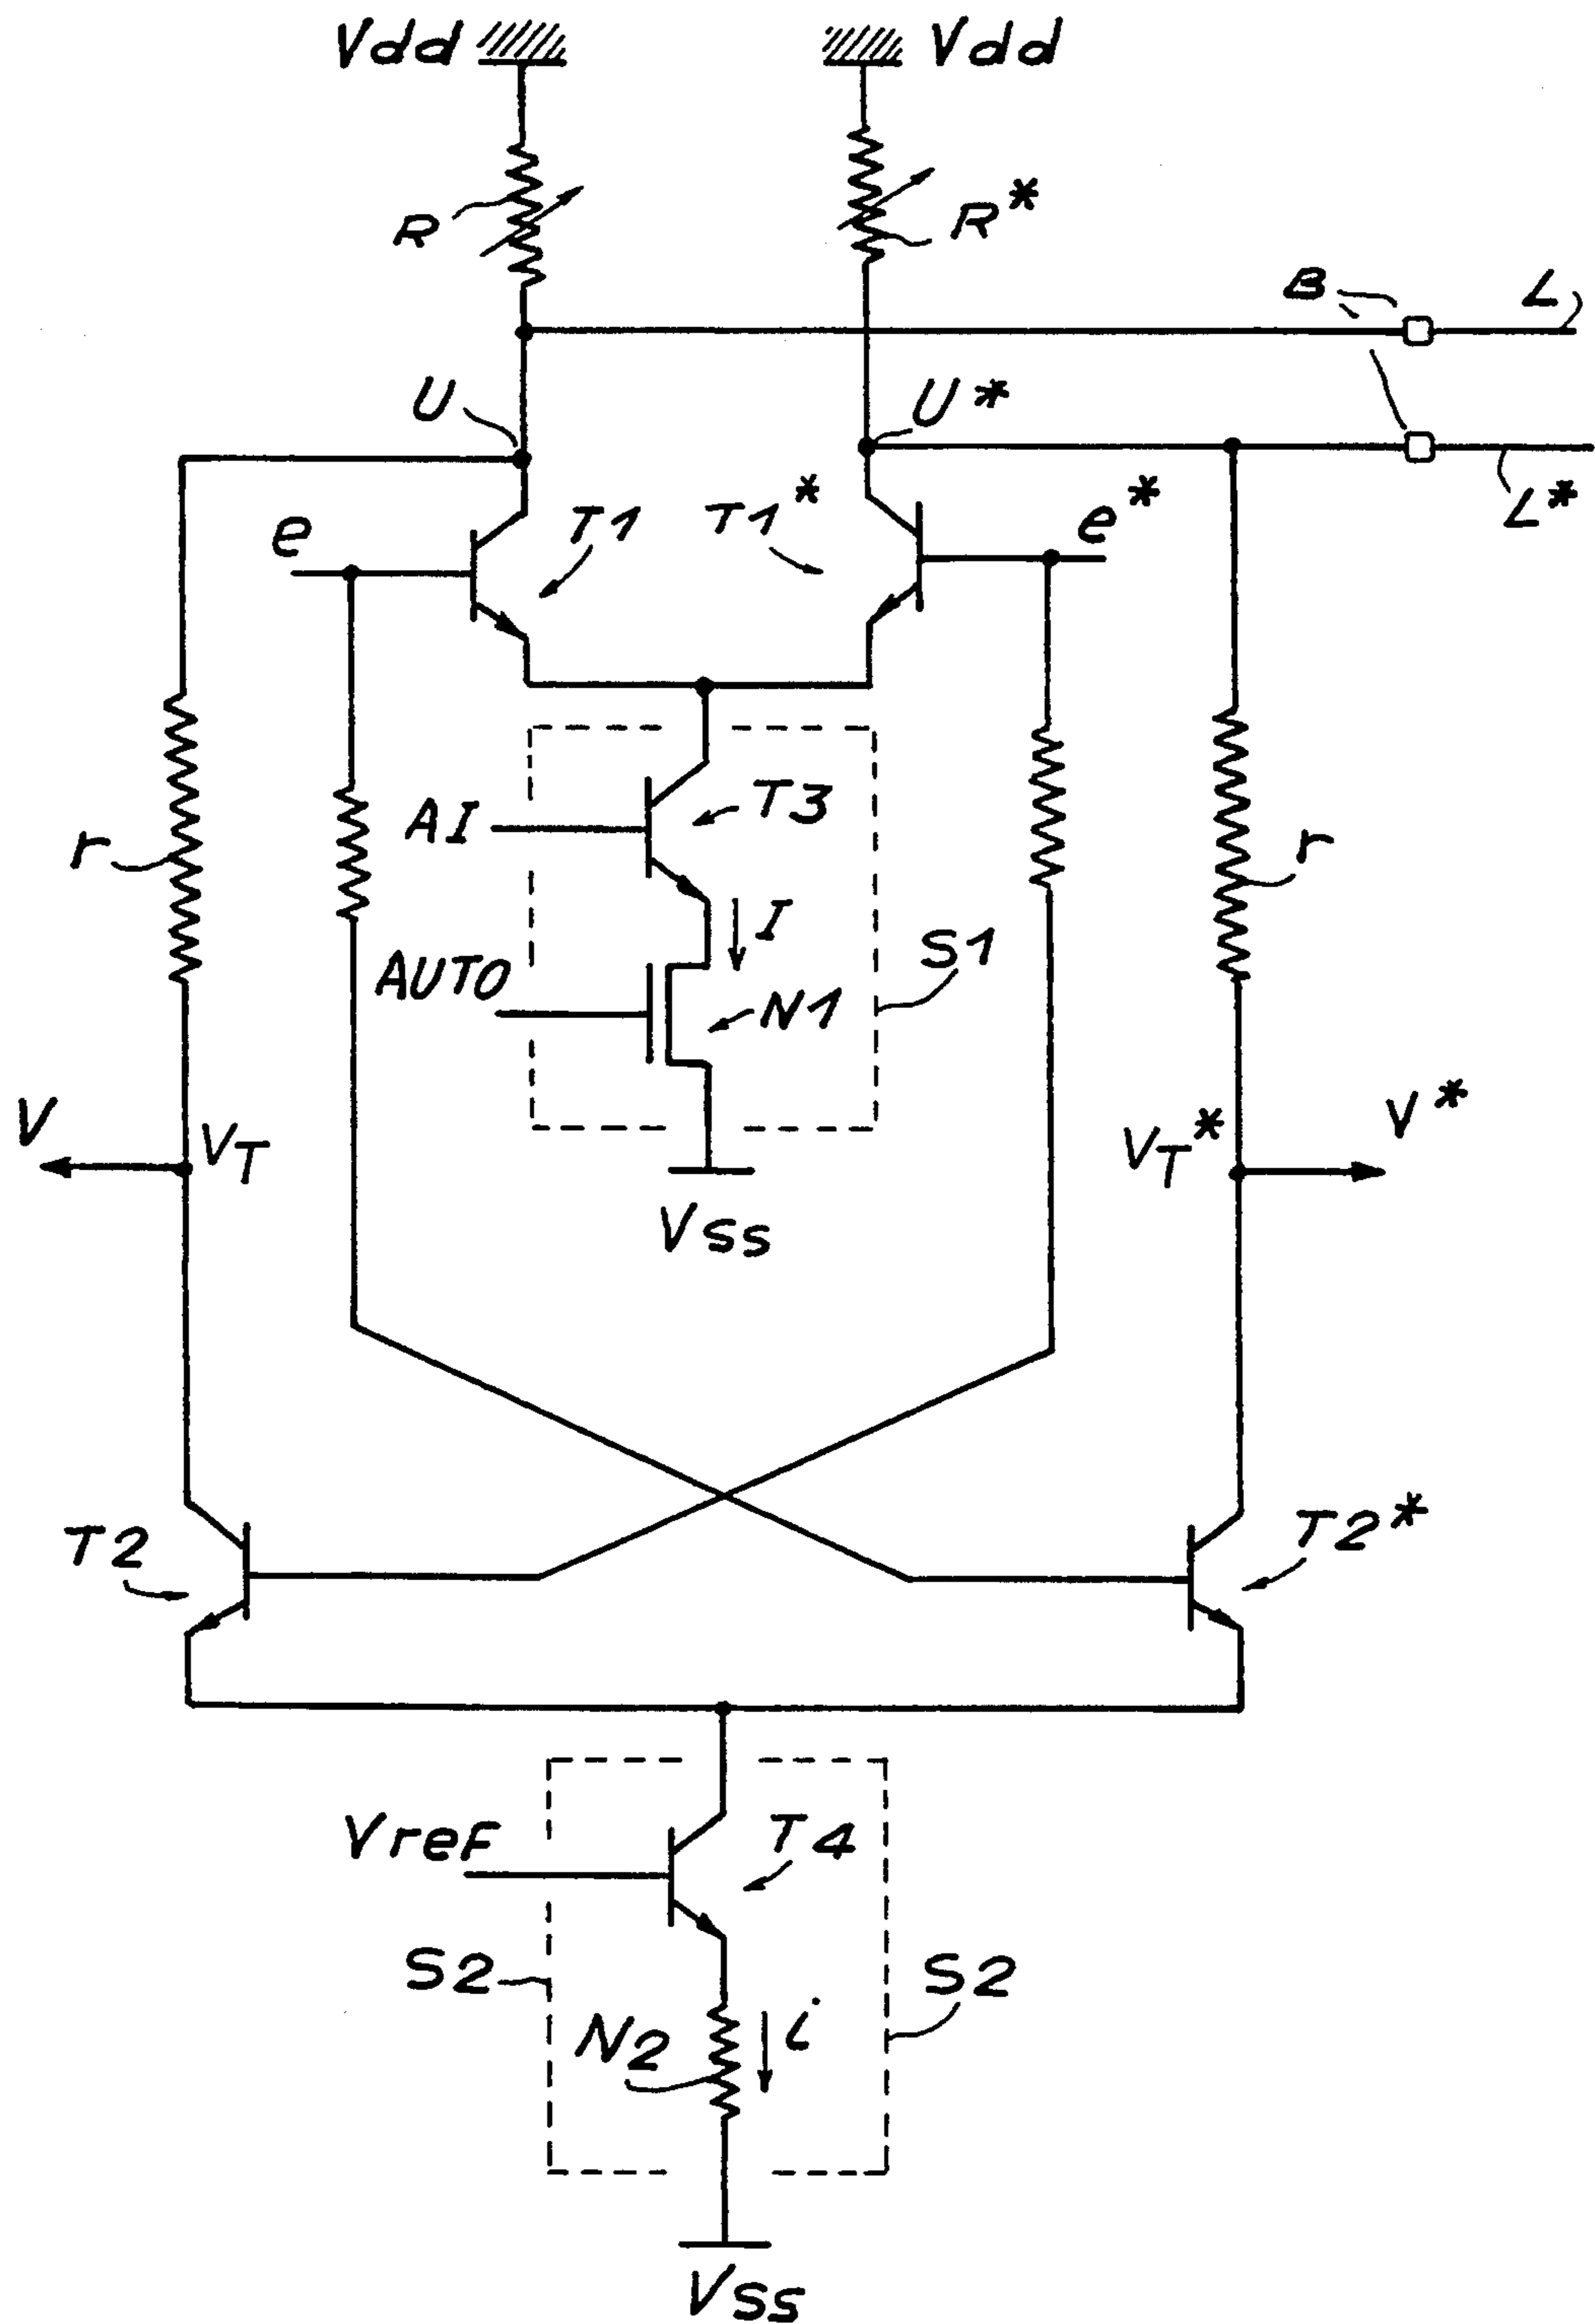 Vdd
Vdd
R
R*
B
L
U
U*
L*
e
T1
T1*
e*
AI
T3
r
r
I
S1
AUTO
N1
V
VT
VT*
V*
Vss
T2
T2*
Vref
T4
S2
S2
N2
i
Vss